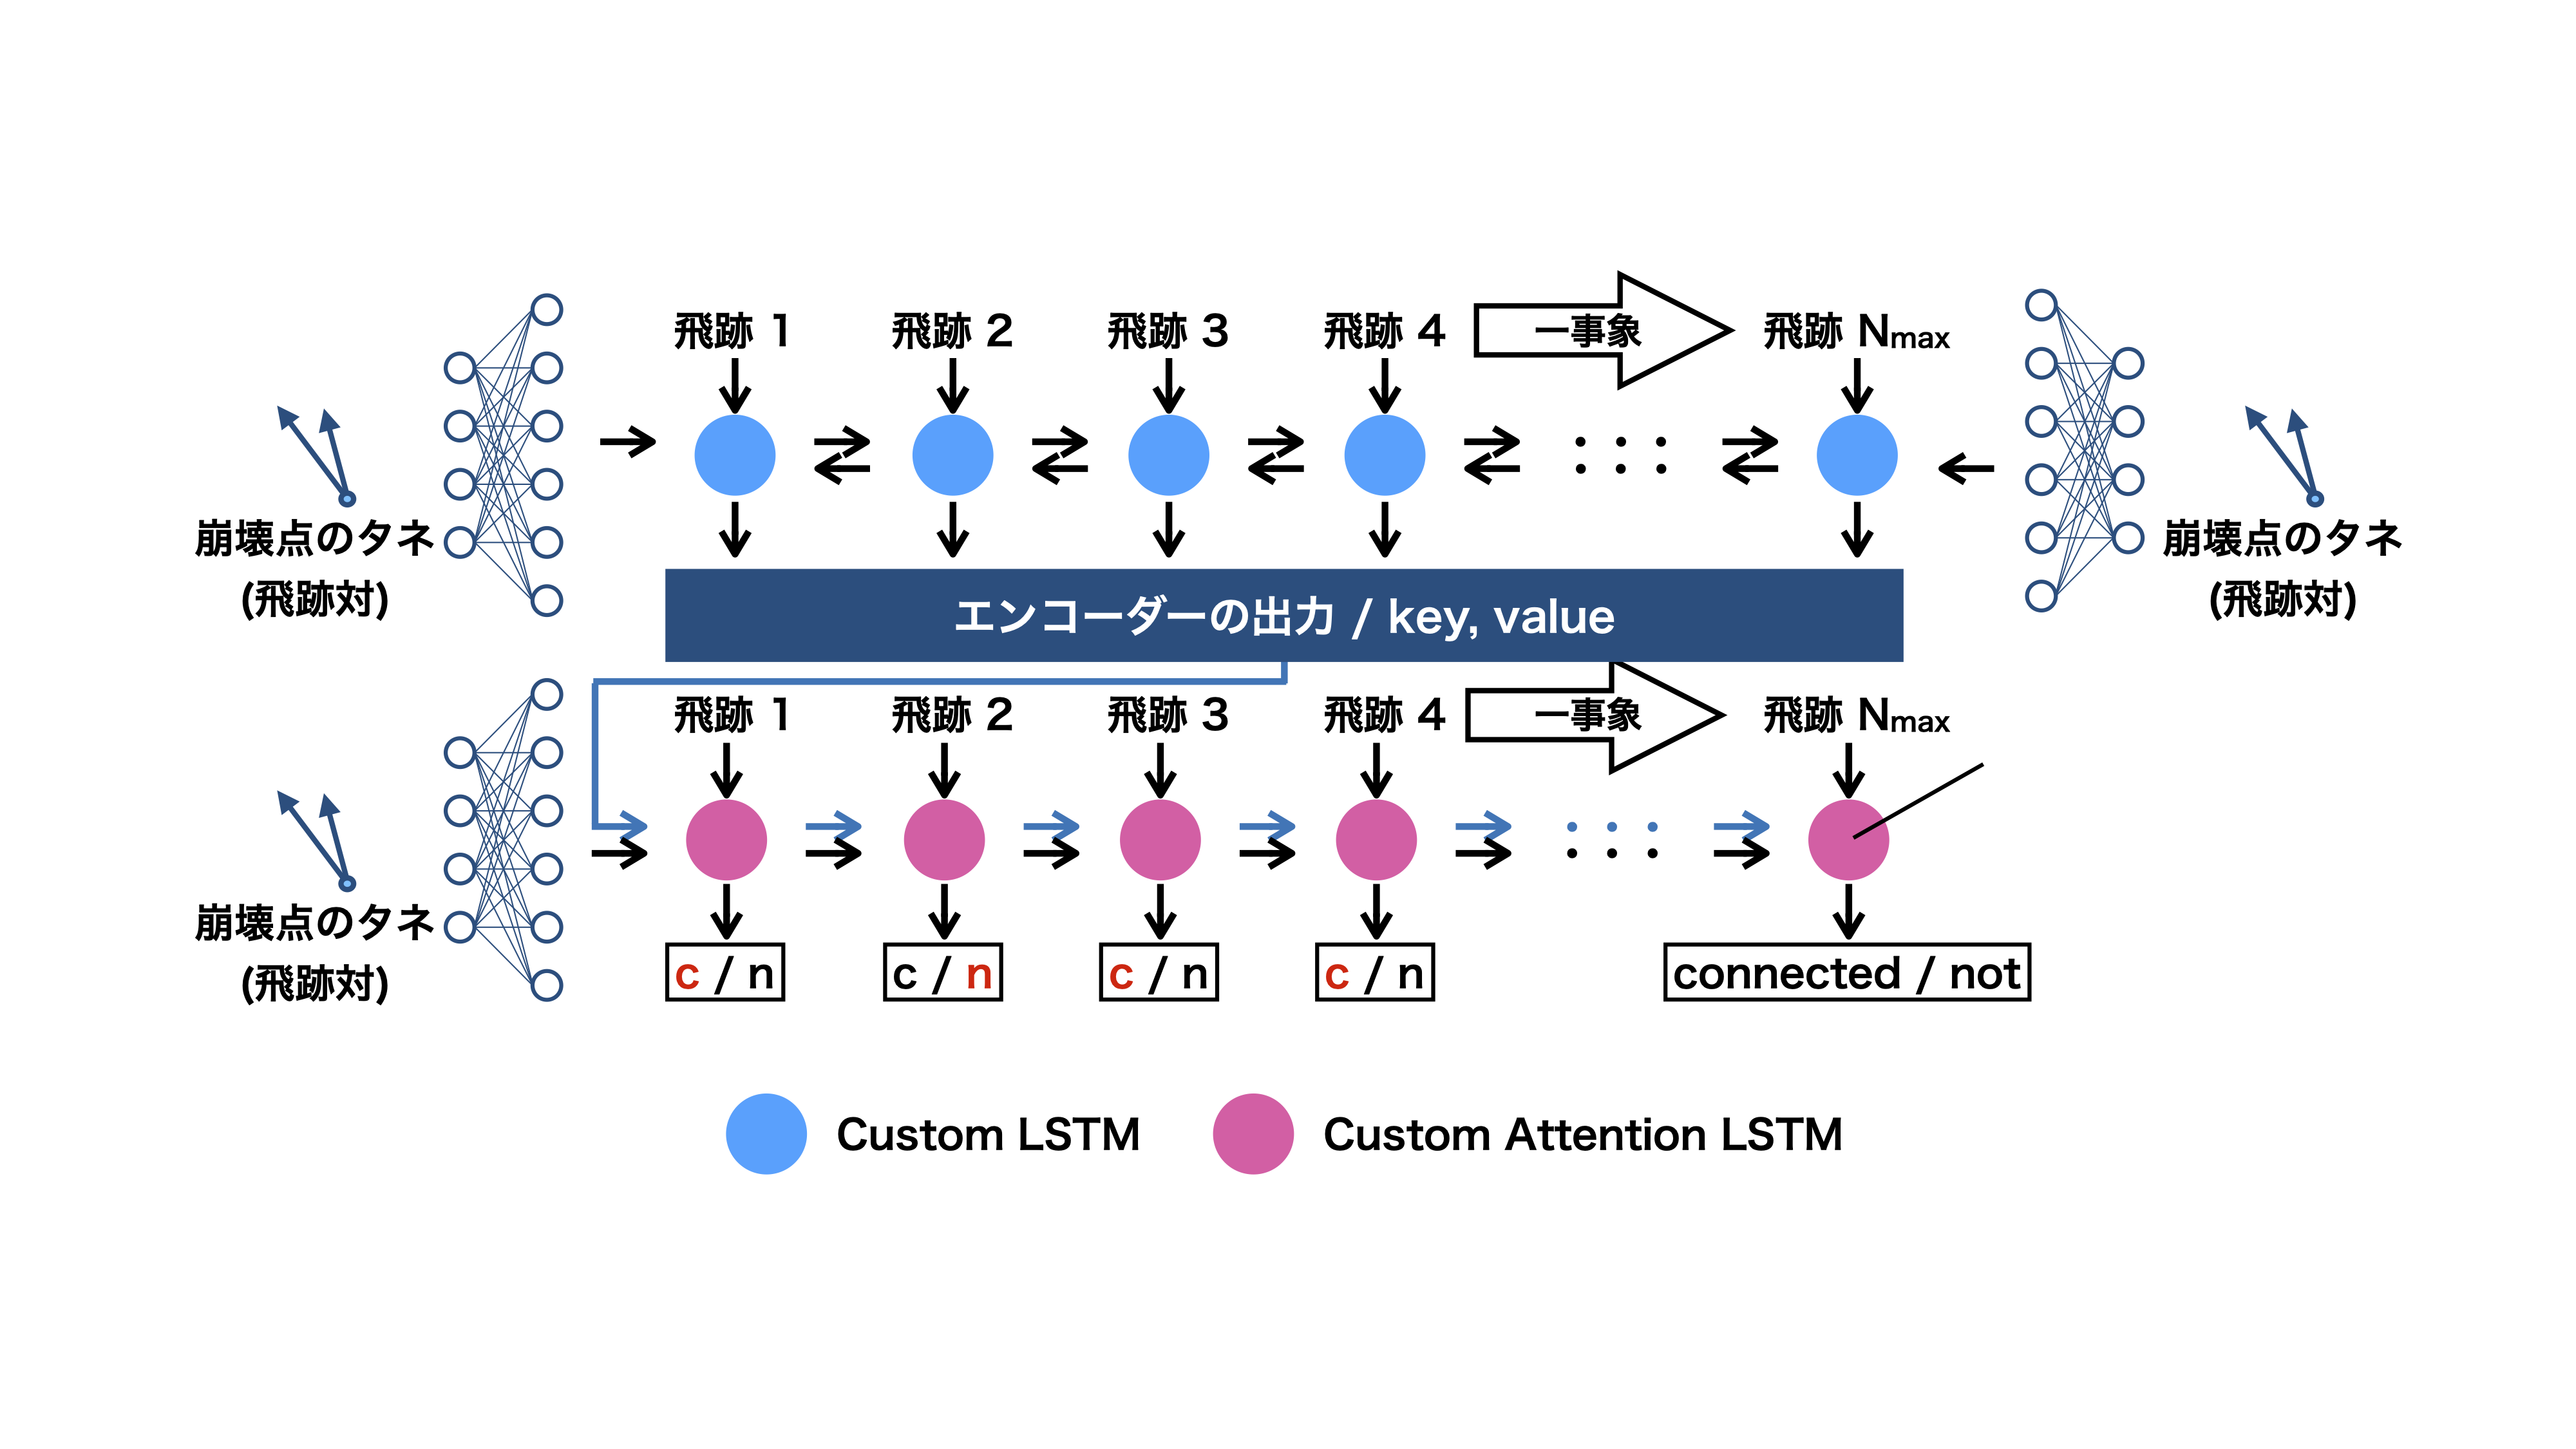 飛跡 1
飛跡 2
飛跡 3
飛跡 4
一事象
飛跡 Nmax
崩壊点のタネ
(飛跡対)
崩壊点のタネ
(飛跡対)
エンコーダーの出力 / key, value
飛跡 1
飛跡 2
飛跡 3
飛跡 4
一事象
飛跡 Nmax
崩壊点のタネ
(飛跡対)
c / n
c / n
c / n
c / n
connected / not
Custom LSTM
Custom Attention LSTM